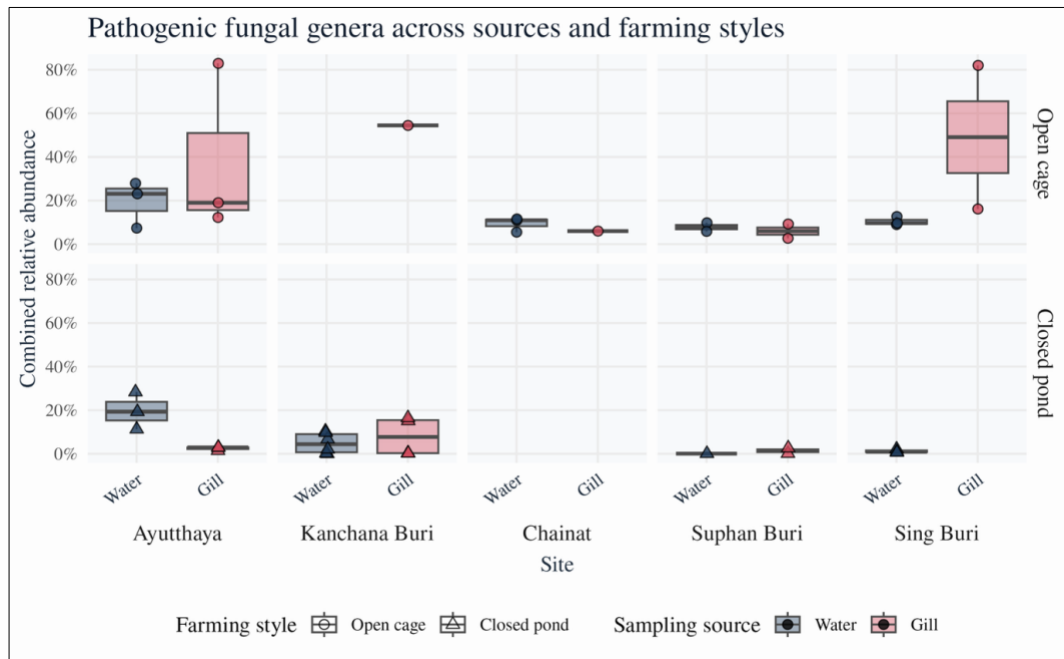 Pathogenic fungal genera across sources and farming styles
Combined relative abundance
80%
60%
40%
20%
0%
Open cage
80%
60%
40%
20%
0%
Closed pond
Water Gill Water Gill Water Gill Water Gill Water Gill
Ayutthaya Kanchana Buri Chainat Suphan Buri Sing Buri
Site
Farming style Open cage Closed pond Sampling source Water Gill